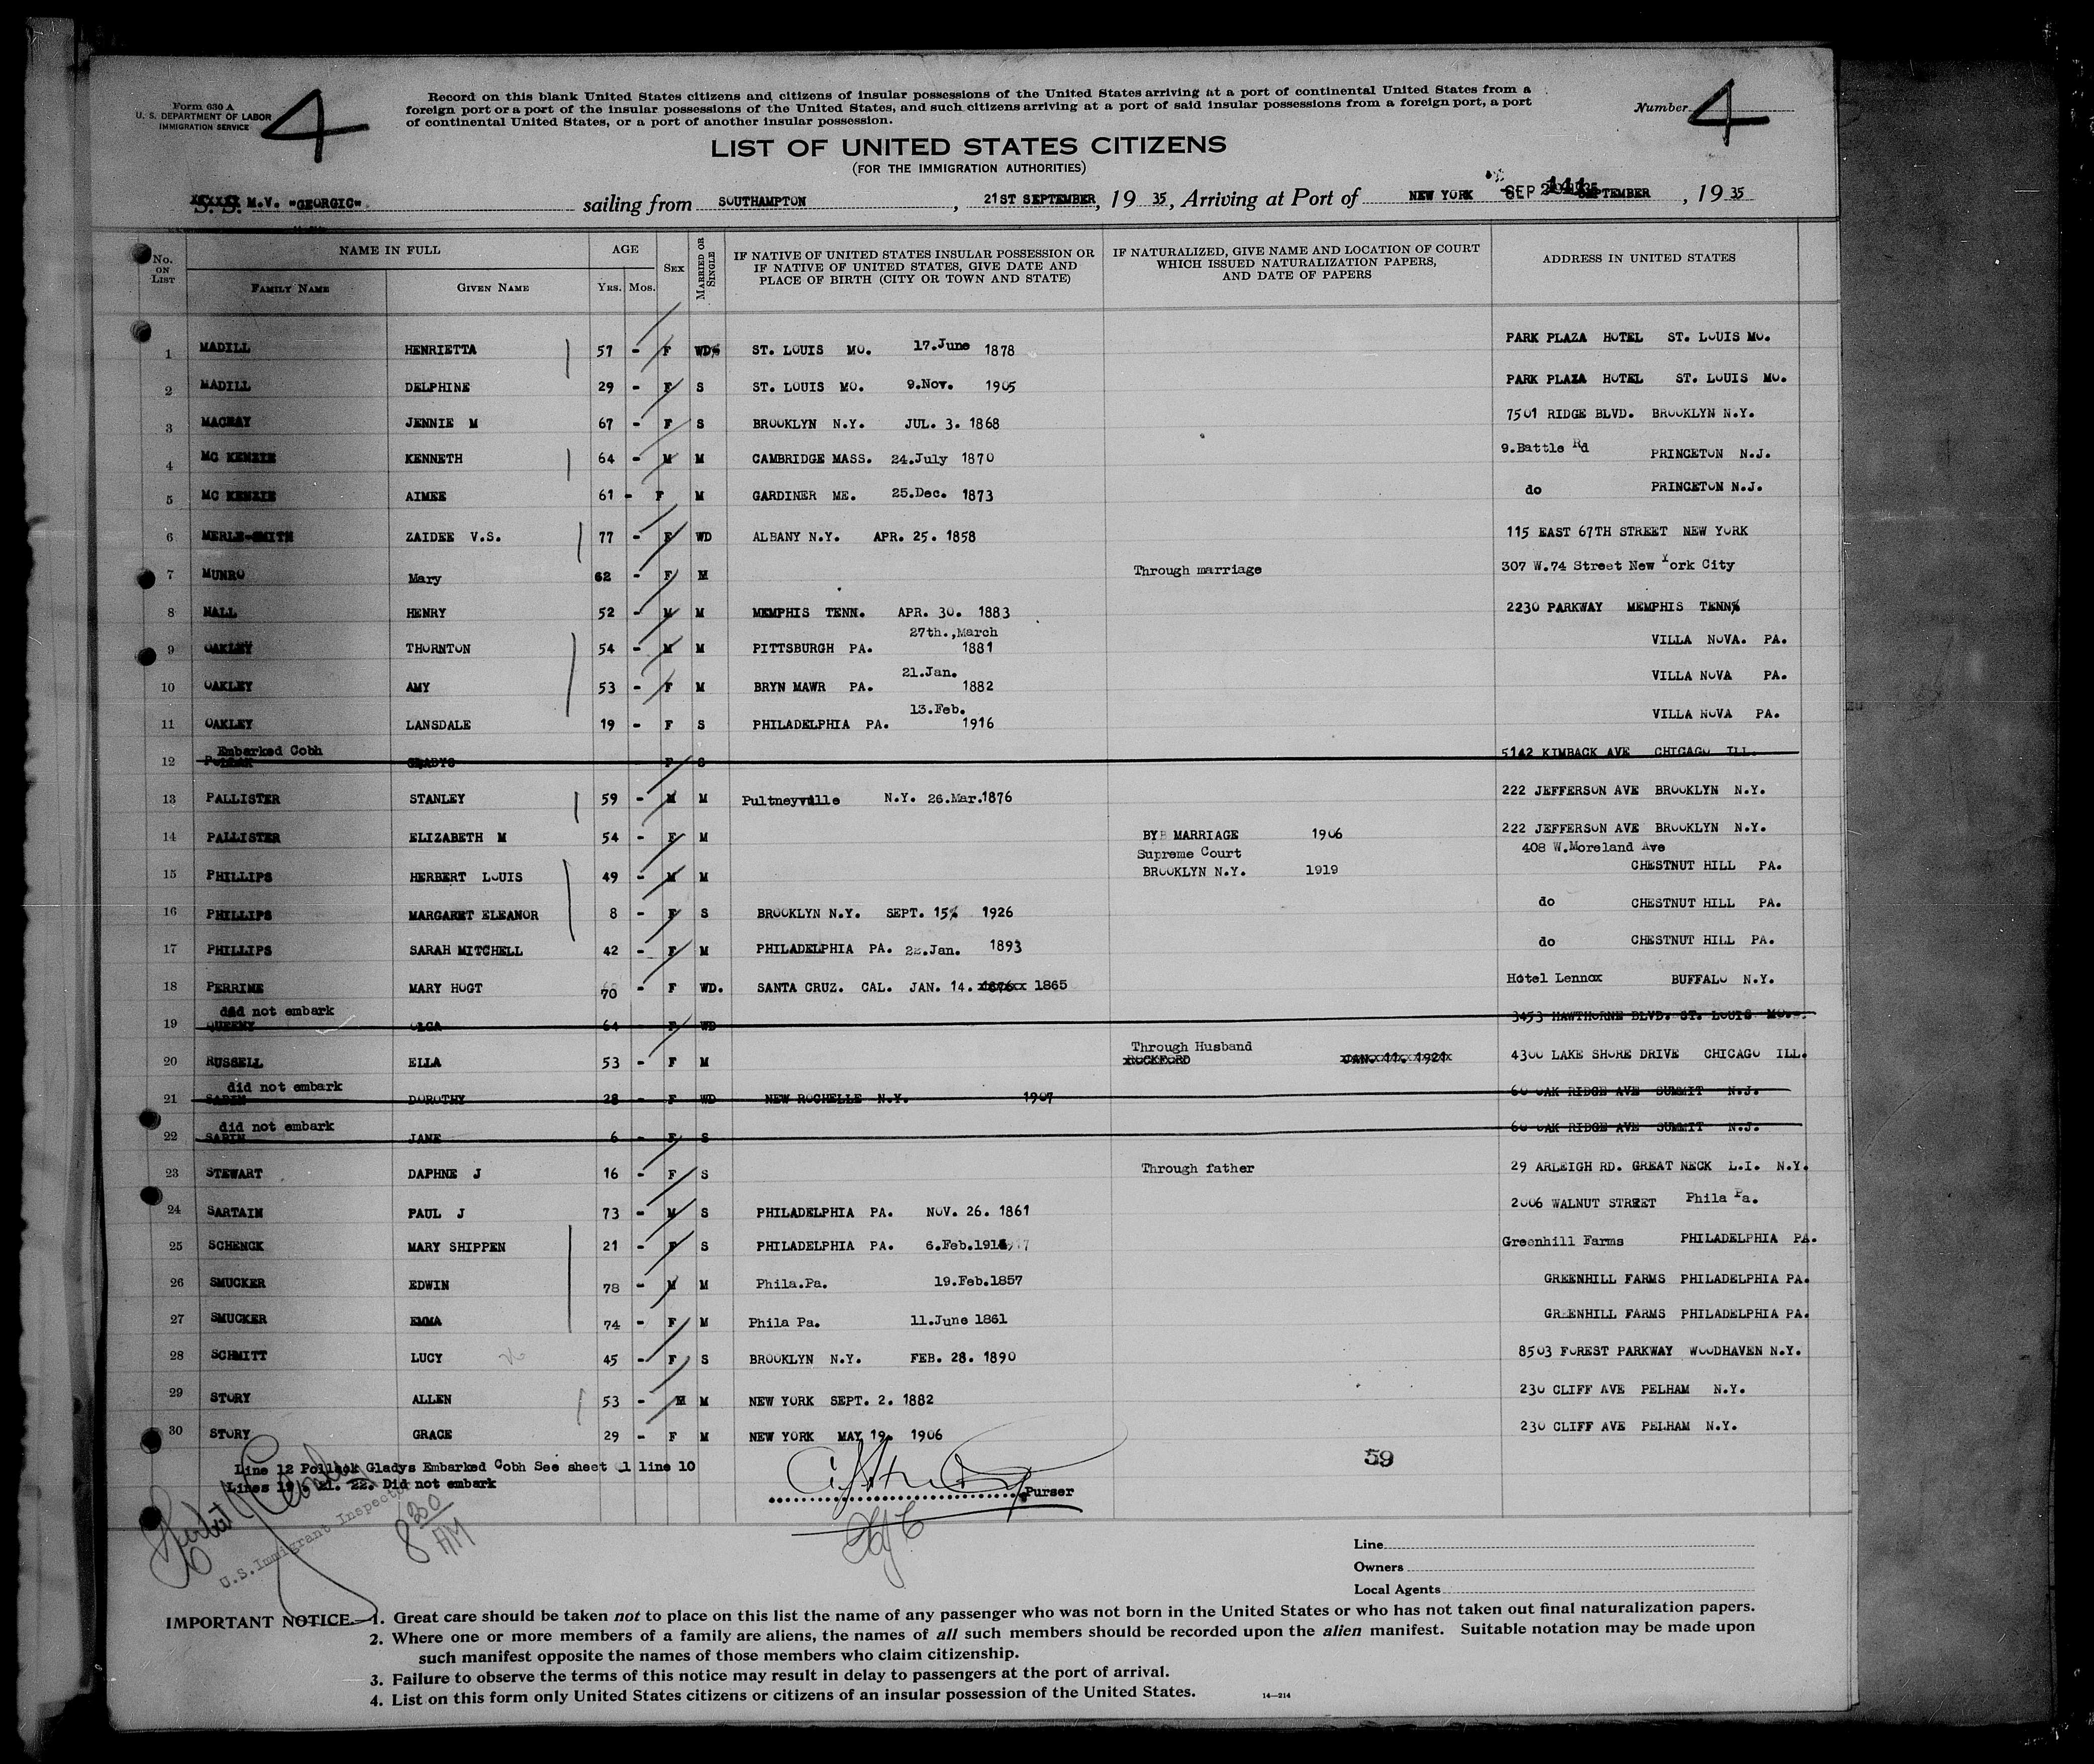 Form 630 A
U. S. DEPARTMENT OF LABOR
IMMIGRATION SERVICE
4
Record on this blank United States citizens and citizens of insular possessions of the United States arriving at a port of continental United States from a
foreign port or a port of the insular possessions of the United States, and such citizens arriving at a port of said insular possessions from a foreign port, a port
of continental United States, or a port of another insular possession.
Number 4
LIST OF UNITED STATES CITIZENS
(FOR THE IMMIGRATION AUTHORITIES)
S. S. M.V. "GEORGIC" sailing from SOUTHAMPTON, 21ST SEPTEMBER, 19 35, Arriving at Port of NEW YORK SEP SEPTEMBER, 19 35
No. ON LIST NAME IN FULL AGE SEX MARRIED OR SINGLE IF NATIVE OF UNITED STATES INSULAR POSSESSION OR IF NATIVE OF UNITED STATES, GIVE DATE AND PLACE OF BIRTH (CITY OR TOWN AND STATE) IF NATURALIZED, GIVE NAME AND LOCATION OF COURT WHICH ISSUED NATURALIZATION PAPERS, AND DATE OF PAPERS ADDRESS IN UNITED STATES
FAMILY NAME GIVEN NAME YRS. MOS.
1 MADILL HENRIETTA 57 - F WD ST. LOUIS MO. 17.June 1878 PARK PLAZA HOTEL ST. LOUIS MO.
2 MADILL DELPHINE 29 - F S ST. LOUIS MO. 9.Nov. 1905 PARK PLAZA HOTEL ST. LOUIS MO.
3 MACKAY JENNIE M 67 - F S BROOKLYN N.Y. JUL. 3. 1868 7501 RIDGE BLVD. BROOKLYN N.Y.
4 MC KENZIE KENNETH 64 - M M CAMBRIDGE MASS. 24.July 1870 9.Battle Rd PRINCETON N.J.
5 MC KENZIE AIMEE 61 - F M GARDINER ME. 25.Dec. 1873 do PRINCETON N.J.
6 MERLE-SMITH ZAIDEE V.S. 77 - F WD ALBANY N.Y. APR. 25. 1858 115 EAST 67TH STREET NEW YORK
7 MUNRO Mary 62 - F M Through marriage 307 W.74 Street New York City
8 NALL HENRY 52 - M M MEMPHIS TENN. APR. 30. 1883 2230 PARKWAY MEMPHIS TENN
9 OAKLEY THORNTON 54 - M M PITTSBURGH PA. 27th.,March 1881 VILLA NOVA. PA.
10 OAKLEY AMY 53 - F M BRYN MAWR PA. 21.Jan. 1882 VILLA NOVA PA.
11 OAKLEY LANSDALE 19 - F S PHILADELPHIA PA. 13.Feb. 1916 VILLA NOVA PA.
Embarked Cobh
12 GLADYS F S 5142 KIMBACK AVE CHICAGO ILL.
13 PALLISTER STANLEY 59 - M M Pultneyville N.Y. 26.Mar.1876 222 JEFFERSON AVE BROOKLYN N.Y.
14 PALLISTER ELIZABETH M 54 - F M BY MARRIAGE 1906 222 JEFFERSON AVE BROOKLYN N.Y.
15 PHILLIPS HERBERT LOUIS 49 - M M Supreme Court BROOKLYN N.Y. 1919 408 W.Moreland Ave CHESTNUT HILL PA.
16 PHILLIPS MARGARET ELEANOR 8 - F S BROOKLYN N.Y. SEPT. 15 1926 do CHESTNUT HILL PA.
17 PHILLIPS SARAH MITCHELL 42 - F M PHILADELPHIA PA. 22.Jan. 1893 do CHESTNUT HILL PA.
18 PERRINE MARY HOGT 70 - F WD. SANTA CRUZ. CAL. JAN. 14. 1876 1865 Hotel Lennox BUFFALO N.Y.
did not embark
19 QUEENY OLGA 64 - F WD 3453 HAWTHORNE BLVD. ST. LOUIS MO.
20 RUSSELL ELLA 53 - F M Through Husband ROCKFORD JAN. 11. 1921 4300 LAKE SHORE DRIVE CHICAGO ILL.
did not embark
21 SABIN DOROTHY 28 - F WD NEW ROCHELLE N.Y. 1907 60 OAK RIDGE AVE SUMMIT N.J.
did not embark
22 SABIN JANE 6 - F S 60 OAK RIDGE AVE SUMMIT N.J.
23 STEWART DAPHNE J 16 - F S Through father 29 ARLEIGH RD. GREAT NECK L.I. N.Y.
24 SARTAIN PAUL J 73 - M S PHILADELPHIA PA. NOV. 26. 1861 2006 WALNUT STREET Phila Pa.
25 SCHENCK MARY SHIPPEN 21 - F S PHILADELPHIA PA. 6.Feb. Greenhill Farms PHILADELPHIA PA.
26 SMUCKER EDWIN 78 - M M Phila.Pa. 19.Feb.1857 GREENHILL FARMS PHILADELPHIA PA.
27 SMUCKER EMMA 74 - F M Phila Pa. 11.June 1861 GREENHILL FARMS PHILADELPHIA PA.
28 SCHMITT LUCY 45 - F S BROOKLYN N.Y. FEB. 28. 1890 8503 FOREST PARKWAY WOODHAVEN N.Y.
29 STORY ALLEN 53 - M M NEW YORK SEPT. 2. 1882 230 CLIFF AVE PELHAM N.Y.
30 STORY GRACE 29 - F M NEW YORK MAY 19. 1906 230 CLIFF AVE PELHAM N.Y.
Line 12 Pollack Gladys Embarked Cobh See sheet 1 line 10
Lines 19. 21. 22. Did not embark
59
Purser
U.S. Immigrant Inspector
8 30 AM
Line
Owners
Local Agents
IMPORTANT NOTICE.—1. Great care should be taken not to place on this list the name of any passenger who was not born in the United States or who has not taken out final naturalization papers.
2. Where one or more members of a family are aliens, the names of all such members should be recorded upon the alien manifest. Suitable notation may be made upon
such manifest opposite the names of those members who claim citizenship.
3. Failure to observe the terms of this notice may result in delay to passengers at the port of arrival.
4. List on this form only United States citizens or citizens of an insular possession of the United States.
14—214